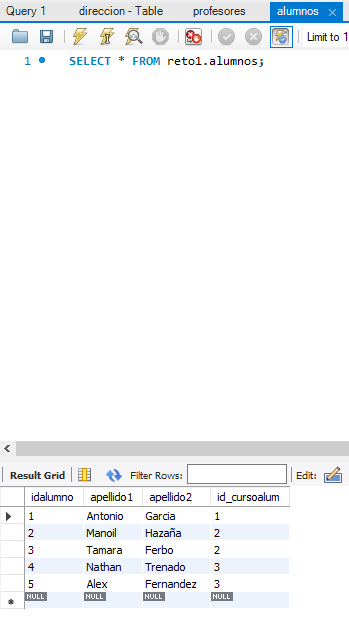 Query 1 direccion - Table profesores alumnos
Limit to 1
1 SELECT * FROM reto1.alumnos;
Result Grid Filter Rows: Edit:
idalumno apellido1 apellido2 id_cursoalum
1 Antonio Garcia 1
2 Manoil Hazaña 2
3 Tamara Ferbo 2
4 Nathan Trenado 3
5 Alex Fernandez 3
NULL NULL NULL NULL